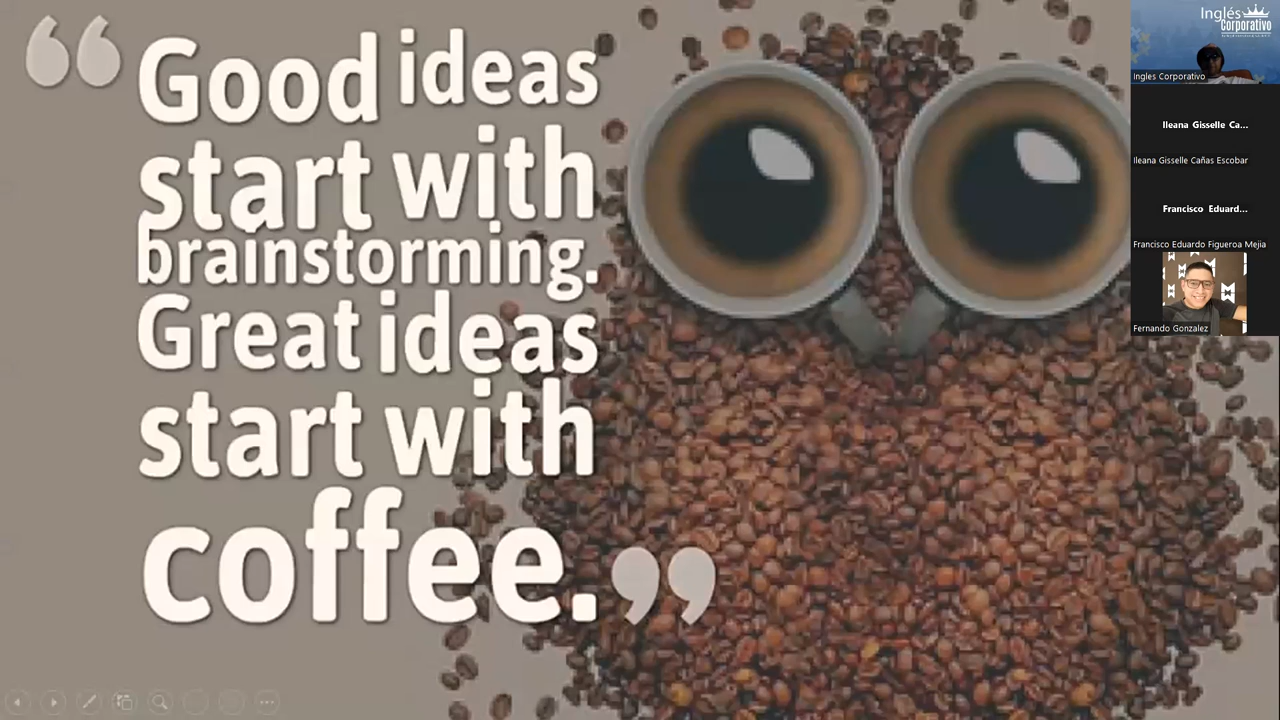 “
Good ideas
start with
brainstorming.
Great ideas
start with
coffee.”
Inglés
Corporativo
Ingles Corporativo
Ileana Gisselle Ca...
Ileana Gisselle Cañas Escobar
Francisco Eduard...
Francisco Eduardo Figueroa Mejia
Fernando Gonzalez